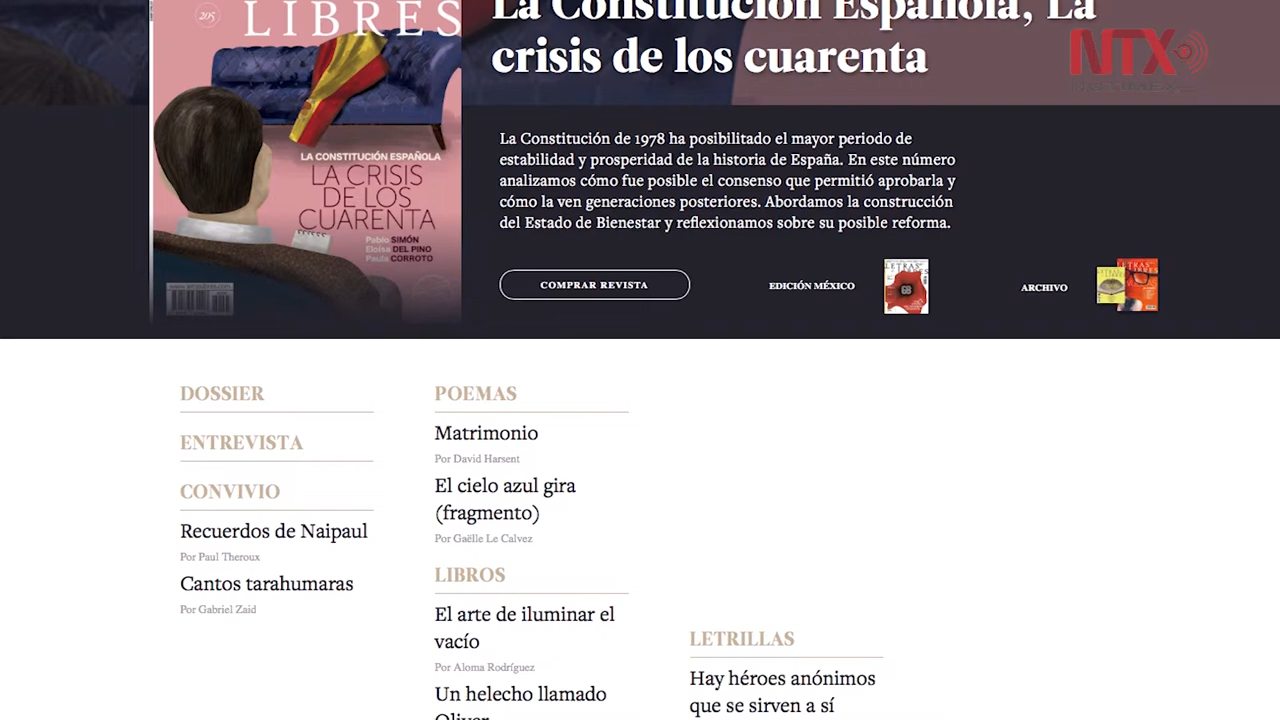 205
LIBRES
LA CONSTITUCIÓN ESPAÑOLA
LA CRISIS
DE LOS
CUARENTA
Pablo SIMÓN
Eloísa DEL PINO
Paula CORROTO
La Constitución Española, La
crisis de los cuarenta
NTX
La Constitución de 1978 ha posibilitado el mayor periodo de
estabilidad y prosperidad de la historia de España. En este número
analizamos cómo fue posible el consenso que permitió aprobarla y
cómo la ven generaciones posteriores. Abordamos la construcción
del Estado de Bienestar y reflexionamos sobre su posible reforma.
COMPRAR REVISTA
EDICIÓN MÉXICO
LETRAS
ARCHIVO
LETRAS
LIBRES
DOSSIER
ENTREVISTA
CONVIVIO
Recuerdos de Naipaul
Por Paul Theroux
Cantos tarahumaras
Por Gabriel Zaid
POEMAS
Matrimonio
Por David Harsent
El cielo azul gira
(fragmento)
Por Gaëlle Le Calvez
LIBROS
El arte de iluminar el
vacío
Por Aloma Rodríguez
Un helecho llamado
Oliver
LETRILLAS
Hay héroes anónimos
que se sirven a sí